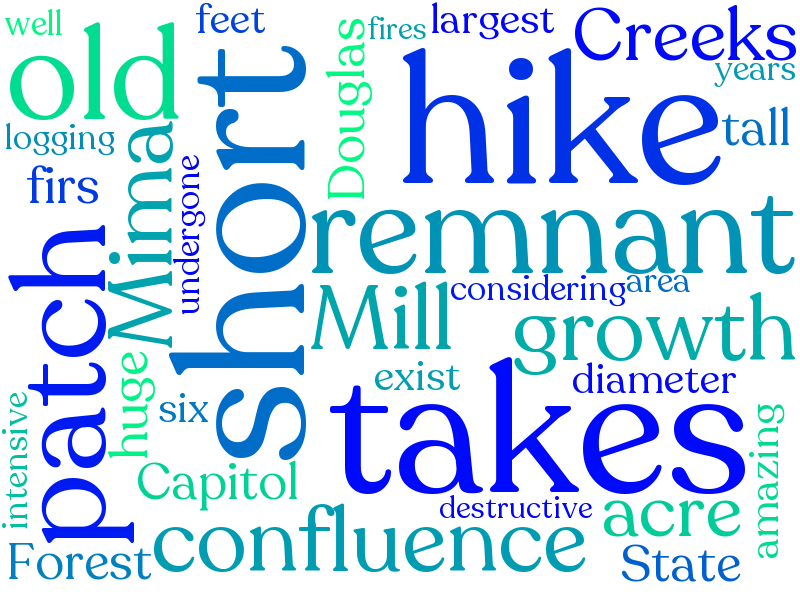 well
feet
fires
largest
Creeks
old
short
Douglas
hike
years
logging
Mima
tall
firs
undergone
remnant
patch
Mill
considering
area
growth
huge
exist
diameter
six
takes
intensive
Capitol
amazing
destructive
acre
Forest
confluence
State